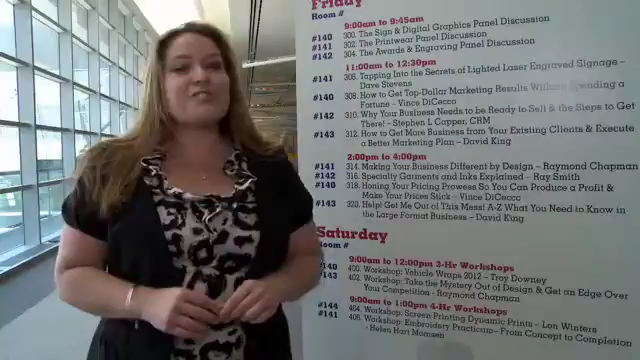 Friday
Room #
9:00am to 9:45am
#140 300. The Sign & Digital Graphics Panel Discussion
#141 302. The Printwear Panel Discussion
#142 304. The Awards & Engraving Panel Discussion
11:00am to 12:30pm
#141 306. Tapping into the Secrets of Lighted Laser Engraved Signage –
Dave Stevens
#140 308. How to Get Top-Dollar Marketing Results Without Spending a
Fortune – Vince DiCecco
#142 310. Why Your Business Needs to be Ready to Sell & the Steps to Get
There! – Stephen L Capper, CRM
#143 312. How to Get More Business from Your Existing Clients & Execute
a Better Marketing Plan – David King
2:00pm to 4:00pm
#141 314. Making Your Business Different by Design – Raymond Chapman
#142 316. Specialty Garments and Inks Explained – Ray Smith
#140 318. Honing Your Pricing Prowess So You Can Produce a Profit &
Make Your Prices Stick – Vince DiCecco
#143 320. Help! Get Me Out of This Mess! A-Z What You Need to Know in
the Large Format Business – David King
Saturday
Room #
9:00am to 12:00pm 3-Hr Workshops
#140 400. Workshop: Vehicle Wraps 2012 – Troy Downey
#143 402. Workshop: Take the Mystery Out of Design & Get an Edge Over
Your Competition – Raymond Chapman
9:00am to 1:00pm 4-Hr Workshops
#144 404. Workshop: Screen Printing Dynamic Prints – Lon Winters
#141 406. Workshop: Embroidery Practicum: From Concept to Completion
– Helen Hart Momsen